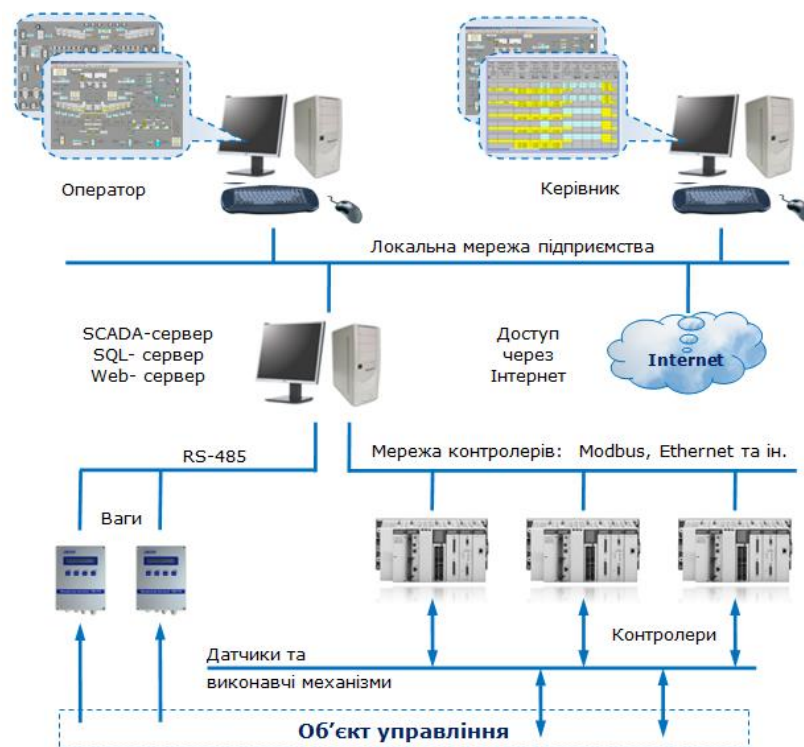 Оператор
Керівник
Локальна мережа підприємства
SCADA-сервер
SQL- сервер
Web- сервер
Доступ
через
Інтернет
Internet
RS-485
Мережа контролерів: Modbus, Ethernet та ін.
Ваги
Контролери
Датчики та
виконавчі механізми
Об’єкт управління